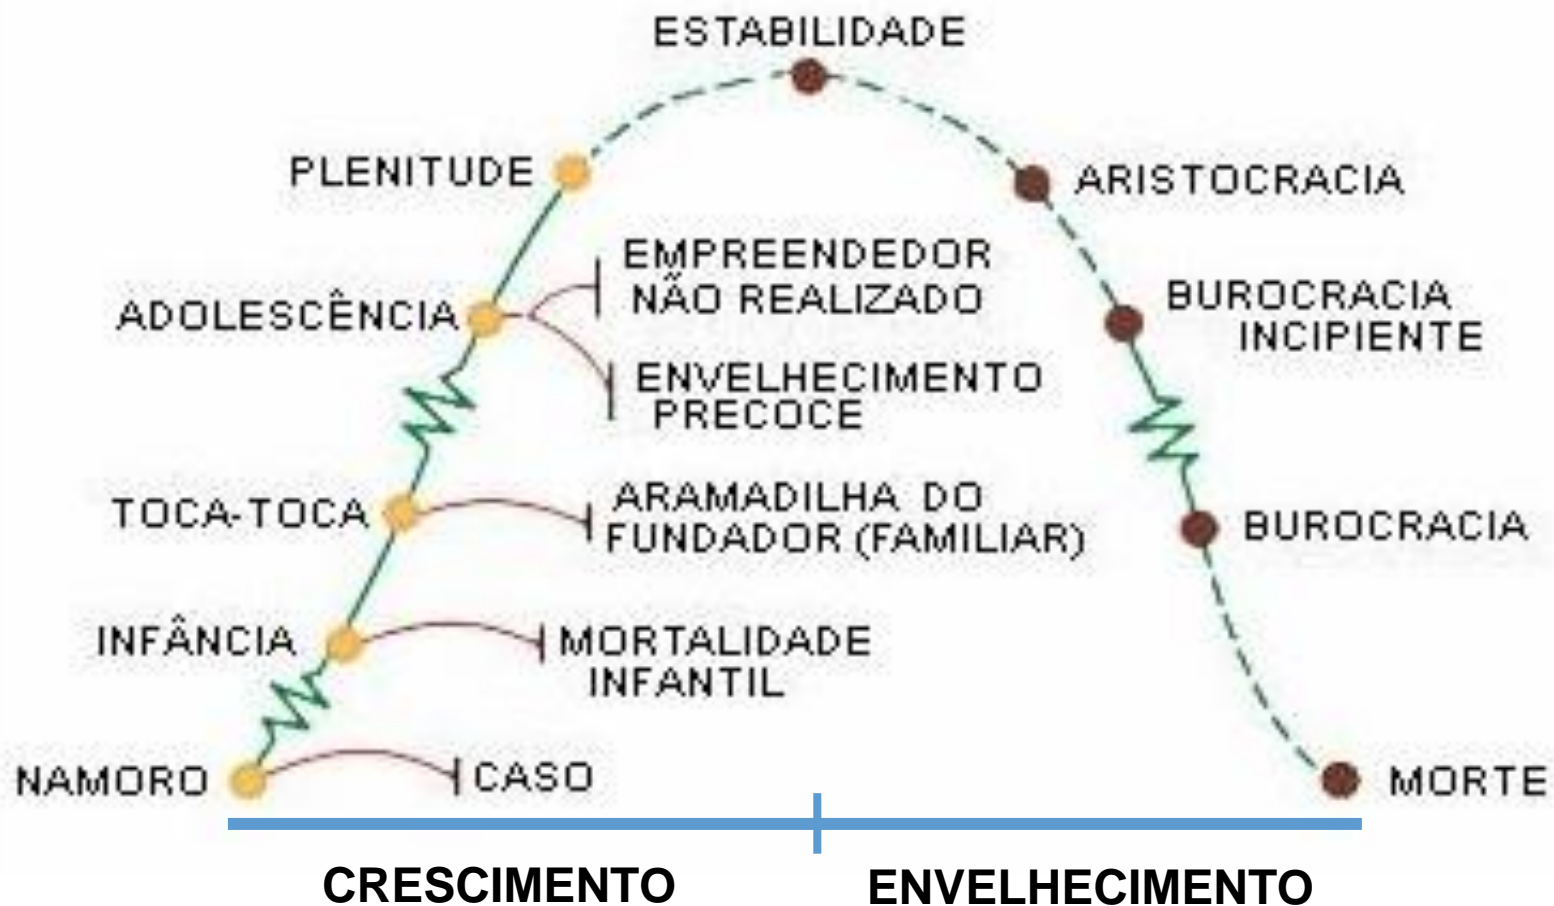 ESTABILIDADE
PLENITUDE
ARISTOCRACIA
EMPREENDEDOR
NÃO REALIZADO
ADOLESCÊNCIA
BUROCRACIA
INCIPIENTE
ENVELHECIMENTO
PRECOCE
TOCA-TOCA
ARAMADILHA DO
FUNDADOR (FAMILIAR)
BUROCRACIA
INFÂNCIA
MORTALIDADE
INFANTIL
NAMORO
CASO
MORTE
CRESCIMENTO
ENVELHECIMENTO